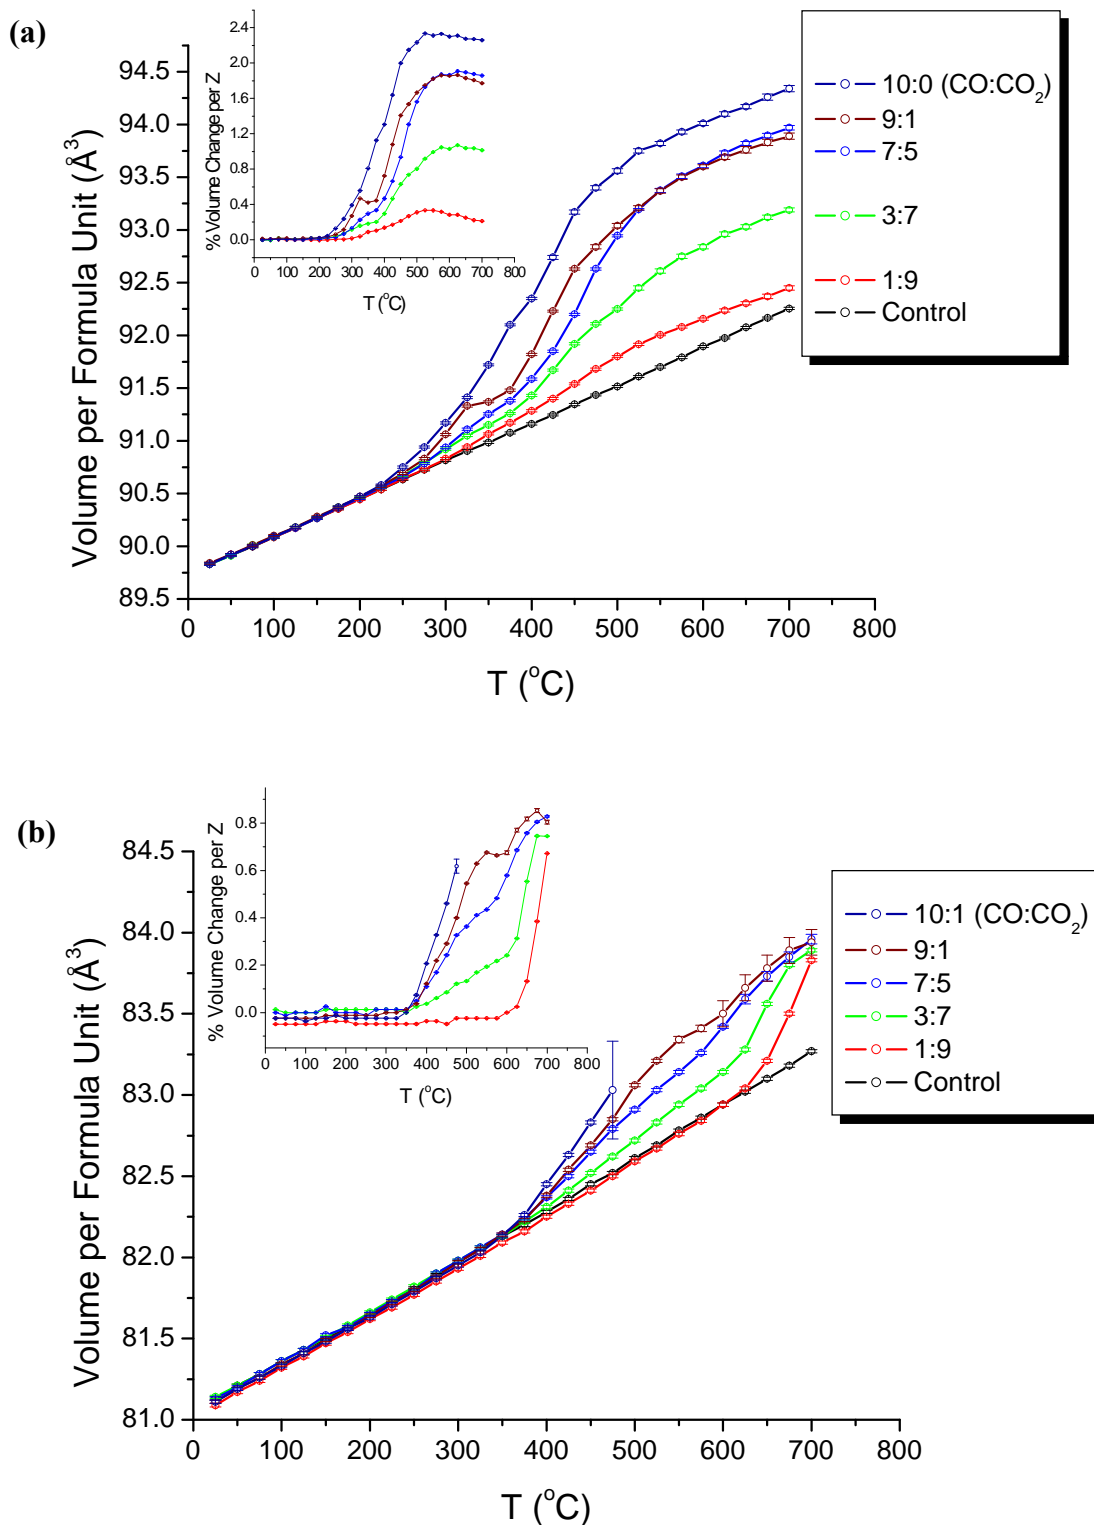 (a)
% Volume Change per Z
2.4
2.0
1.6
1.2
0.8
0.4
0.0
0 100 200 300 400 500 600 700 800
T (°C)
10:0 (CO:CO₂)
9:1
7:5
3:7
1:9
Control
Volume per Formula Unit (Å³)
94.5
94.0
93.5
93.0
92.5
92.0
91.5
91.0
90.5
90.0
89.5
0 100 200 300 400 500 600 700 800
T (°C)
(b)
% Volume Change per Z
0.8
0.6
0.4
0.2
0.0
0 100 200 300 400 500 600 700 800
T (°C)
10:1 (CO:CO₂)
9:1
7:5
3:7
1:9
Control
Volume per Formula Unit (Å³)
84.5
84.0
83.5
83.0
82.5
82.0
81.5
81.0
0 100 200 300 400 500 600 700 800
T (°C)